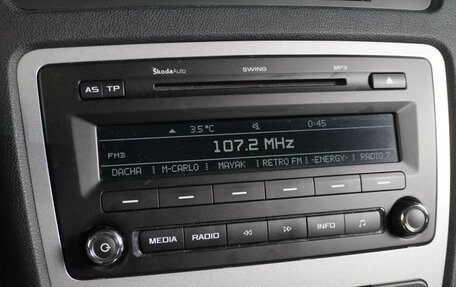 ŠkodaAuto SWING MP3
AS TP
3.5°C 0:45
107.2 MHz
FM3
DACHA M-CARLO MAYAK RETRO FM -ENERGY- RADIO 7
MEDIA RADIO INFO